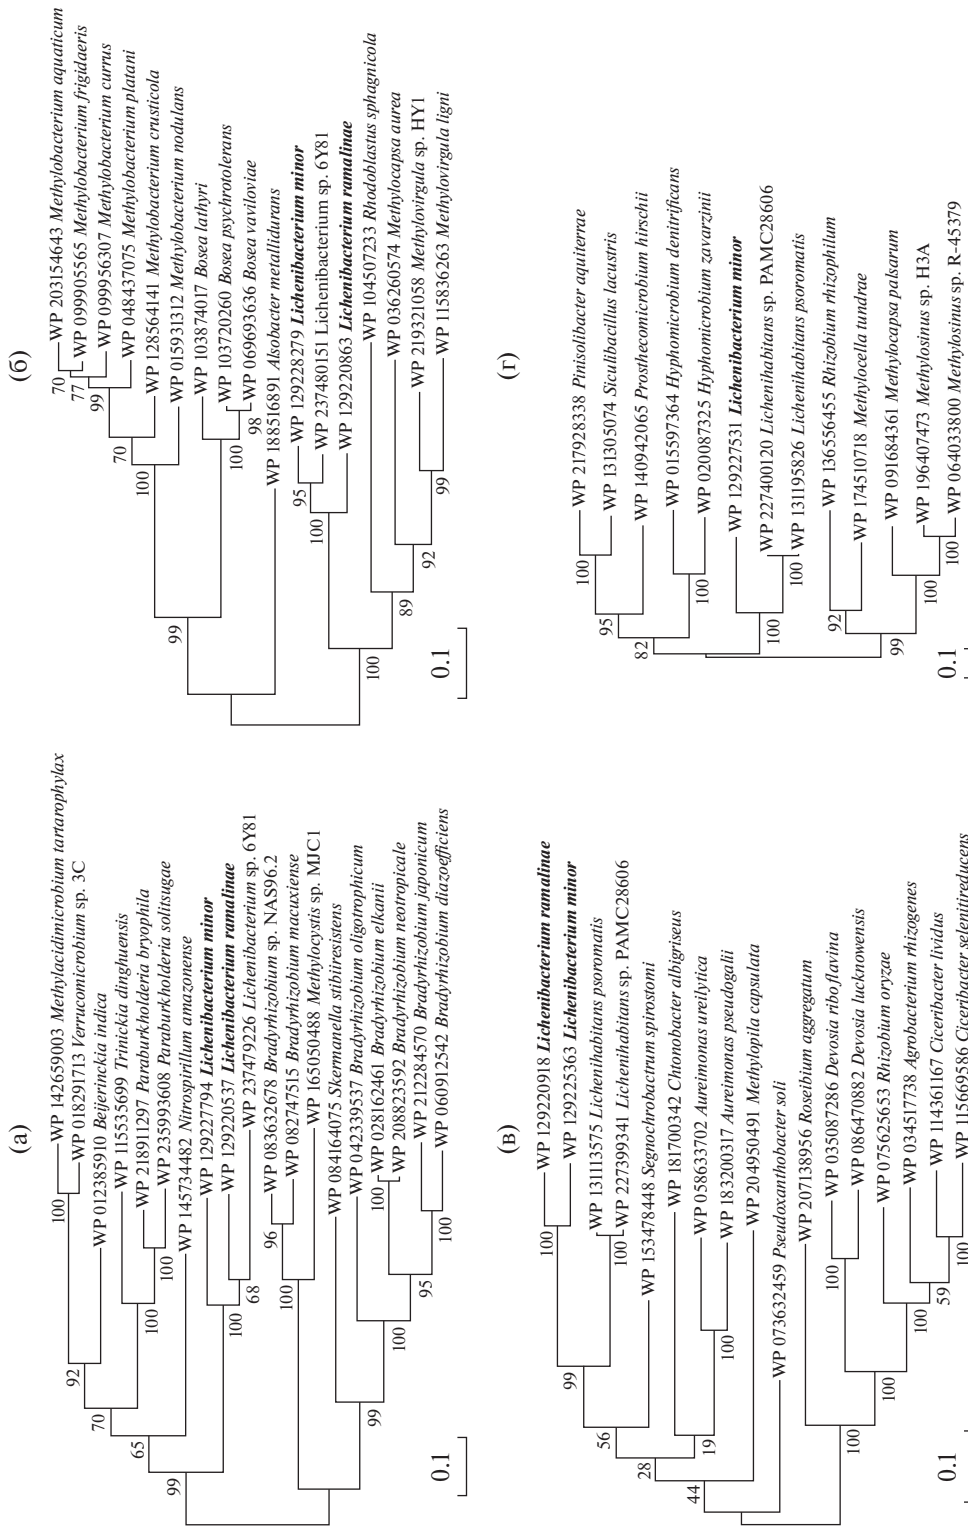 (а)
WP 142659003 Methylacidimicrobium tartarophylax
WP 018291713 Verrucomicrobium sp. 3C
WP 012385910 Beijerinckia indica
WP 115535699 Trinickia dinghuensis
WP 218911297 Paraburkholderia bryophila
WP 235993608 Paraburkholderia solitsugae
WP 145734482 Nitrospirillum amazonense
WP 129227794 Lichenibacterium minor
WP 129220537 Lichenibacterium ramalinae
WP 237479226 Lichenibacterium sp. 6Y81
WP 083632678 Bradyrhizobium sp. NAS96.2
WP 082747515 Bradyrhizobium macuxiense
WP 165050488 Methylocystis sp. MJC1
WP 084164075 Skermanella stibiiresistens
WP 042339537 Bradyrhizobium oligotrophicum
WP 028162461 Bradyrhizobium elkanii
WP 208823592 Bradyrhizobium neotropicale
WP 212284570 Bradyrhizobium japonicum
WP 060912542 Bradyrhizobium diazoefficiens
100
92
70
100
100
65
99
100
68
96
100
100
99
100
95
100
0.1
(б)
WP 203154643 Methylobacterium aquaticum
WP 099905565 Methylobacterium frigidaeris
WP 099956307 Methylobacterium currus
WP 048437075 Methylobacterium platani
WP 128564141 Methylobacterium crusticola
WP 015931312 Methylobacterium nodulans
WP 103874017 Bosea lathyri
WP 103720260 Bosea psychrotolerans
WP 069693636 Bosea vaviloviae
WP 188516891 Alsobacter metallidurans
WP 129228279 Lichenibacterium minor
WP 237480151 Lichenibacterium sp. 6Y81
WP 129220863 Lichenibacterium ramalinae
WP 104507233 Rhodoblastus sphagnicola
WP 036260574 Methylocapsa aurea
WP 219321058 Methylovirgula sp. HY1
WP 115836263 Methylovirgula ligni
70
77
99
70
100
100
98
99
95
100
100
89
92
99
0.1
(в)
WP 129220918 Lichenibacterium ramalinae
WP 129225363 Lichenibacterium minor
WP 131113575 Lichenihabitans psoromatis
WP 227399341 Lichenihabitans sp. PAMC28606
WP 153478448 Segnochrobactrum spirostomi
WP 181700342 Chtonobacter albigriseus
WP 058633702 Aureimonas ureilytica
WP 183200317 Aureimonas pseudogalii
WP 204950491 Methylopila capsulata
WP 073632459 Pseudoxanthobacter soli
WP 207138956 Roseibium aggregatum
WP 035087286 Devosia riboflavina
WP 086470882 Devosia lucknowensis
WP 075625653 Rhizobium oryzae
WP 034517738 Agrobacterium rhizogenes
WP 114361167 Ciceribacter lividus
WP 115669586 Ciceribacter selenitireducens
100
99
100
56
28
100
19
44
100
100
100
100
59
100
0.1
(г)
WP 217928338 Pinisolibacter aquiterrae
WP 131305074 Siculibacillus lacustris
WP 140942065 Prosthecomicrobium hirschii
WP 015597364 Hyphomicrobium denitrificans
WP 020087325 Hyphomicrobium zavarzinii
WP 129227531 Lichenibacterium minor
WP 227400120 Lichenihabitans sp. PAMC28606
WP 131195826 Lichenihabitans psoromatis
WP 136556455 Rhizobium rhizophilum
WP 174510718 Methylocella tundrae
WP 091684361 Methylocapsa palsarum
WP 196407473 Methylosinus sp. H3A
WP 064033800 Methylosinus sp. R-45379
100
95
82
100
100
100
92
99
100
100
0.1